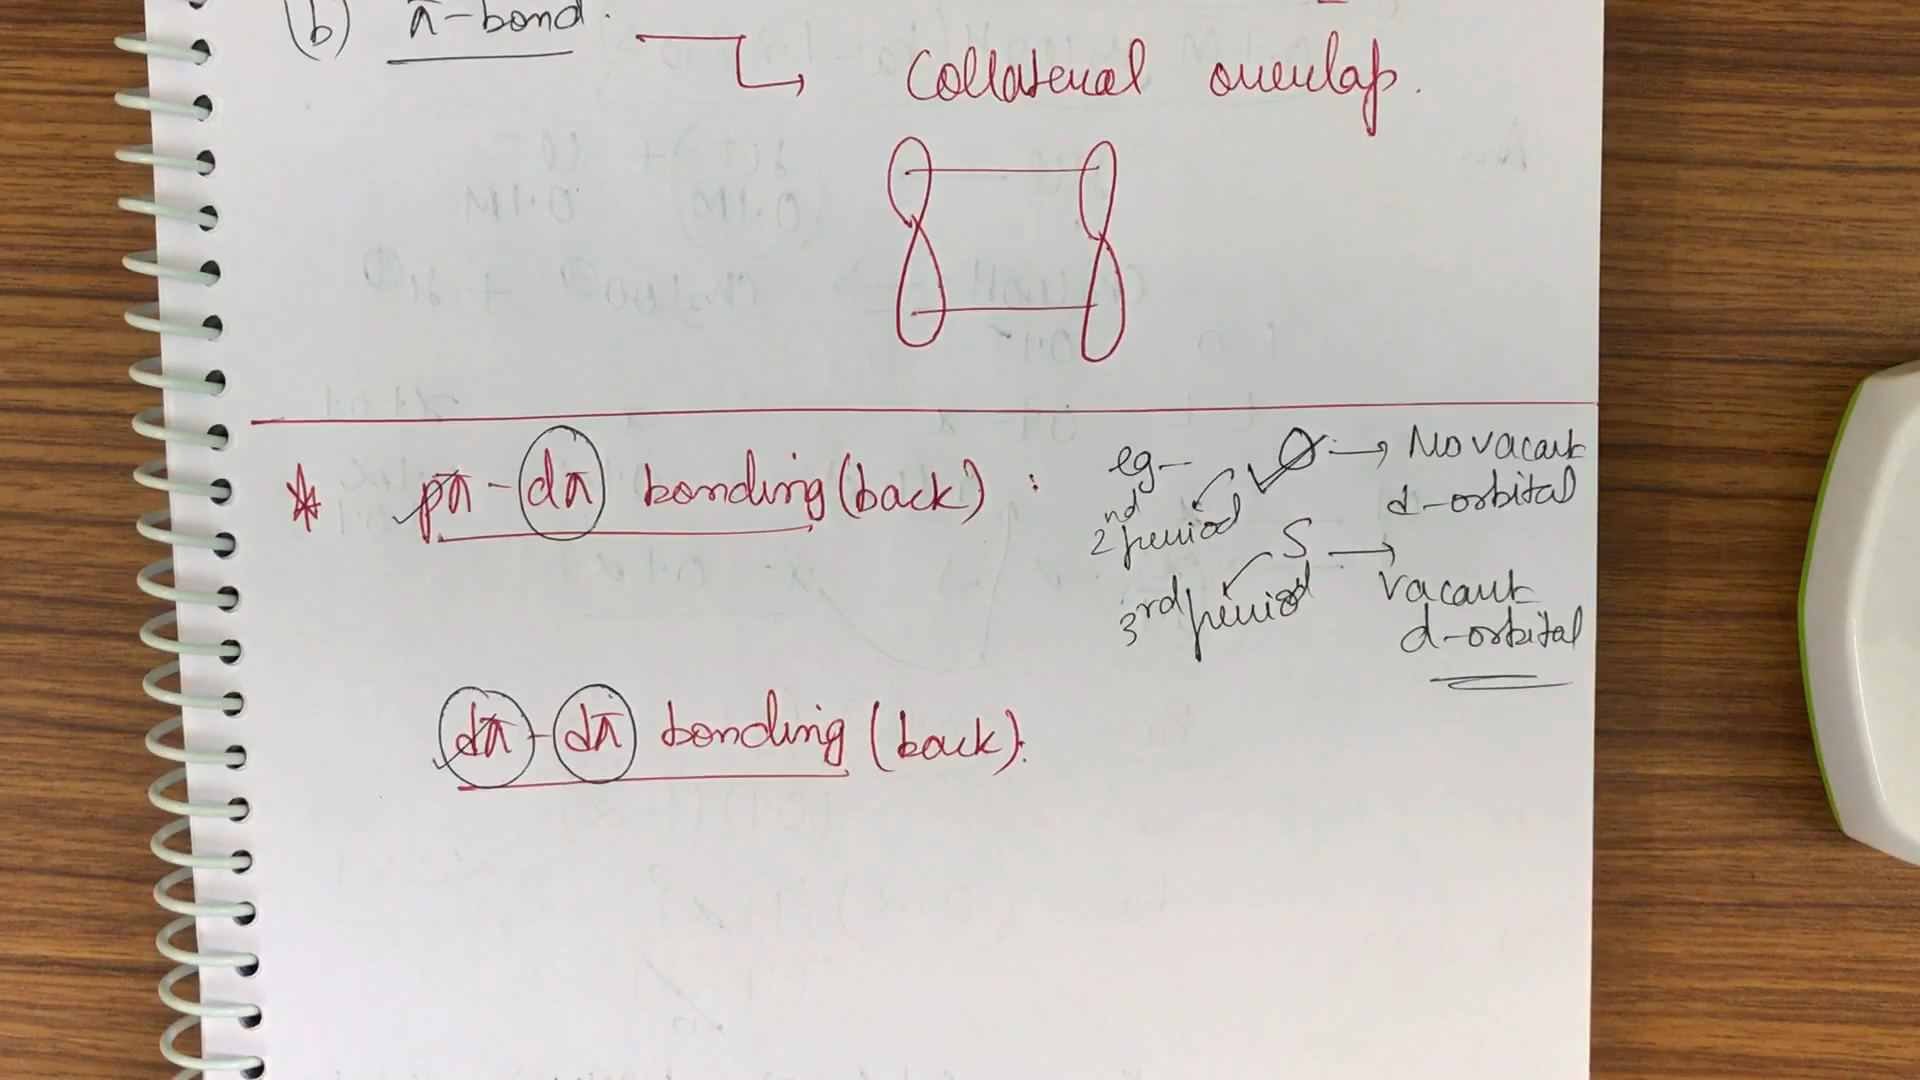 (b) π-bond.
Collateral overlap.
* pπ-dπ bonding (back) :
eg-
O → No vacant
d-orbital
2nd period
S → vacant
d-orbital
3rd period
dπ-dπ bonding (back).